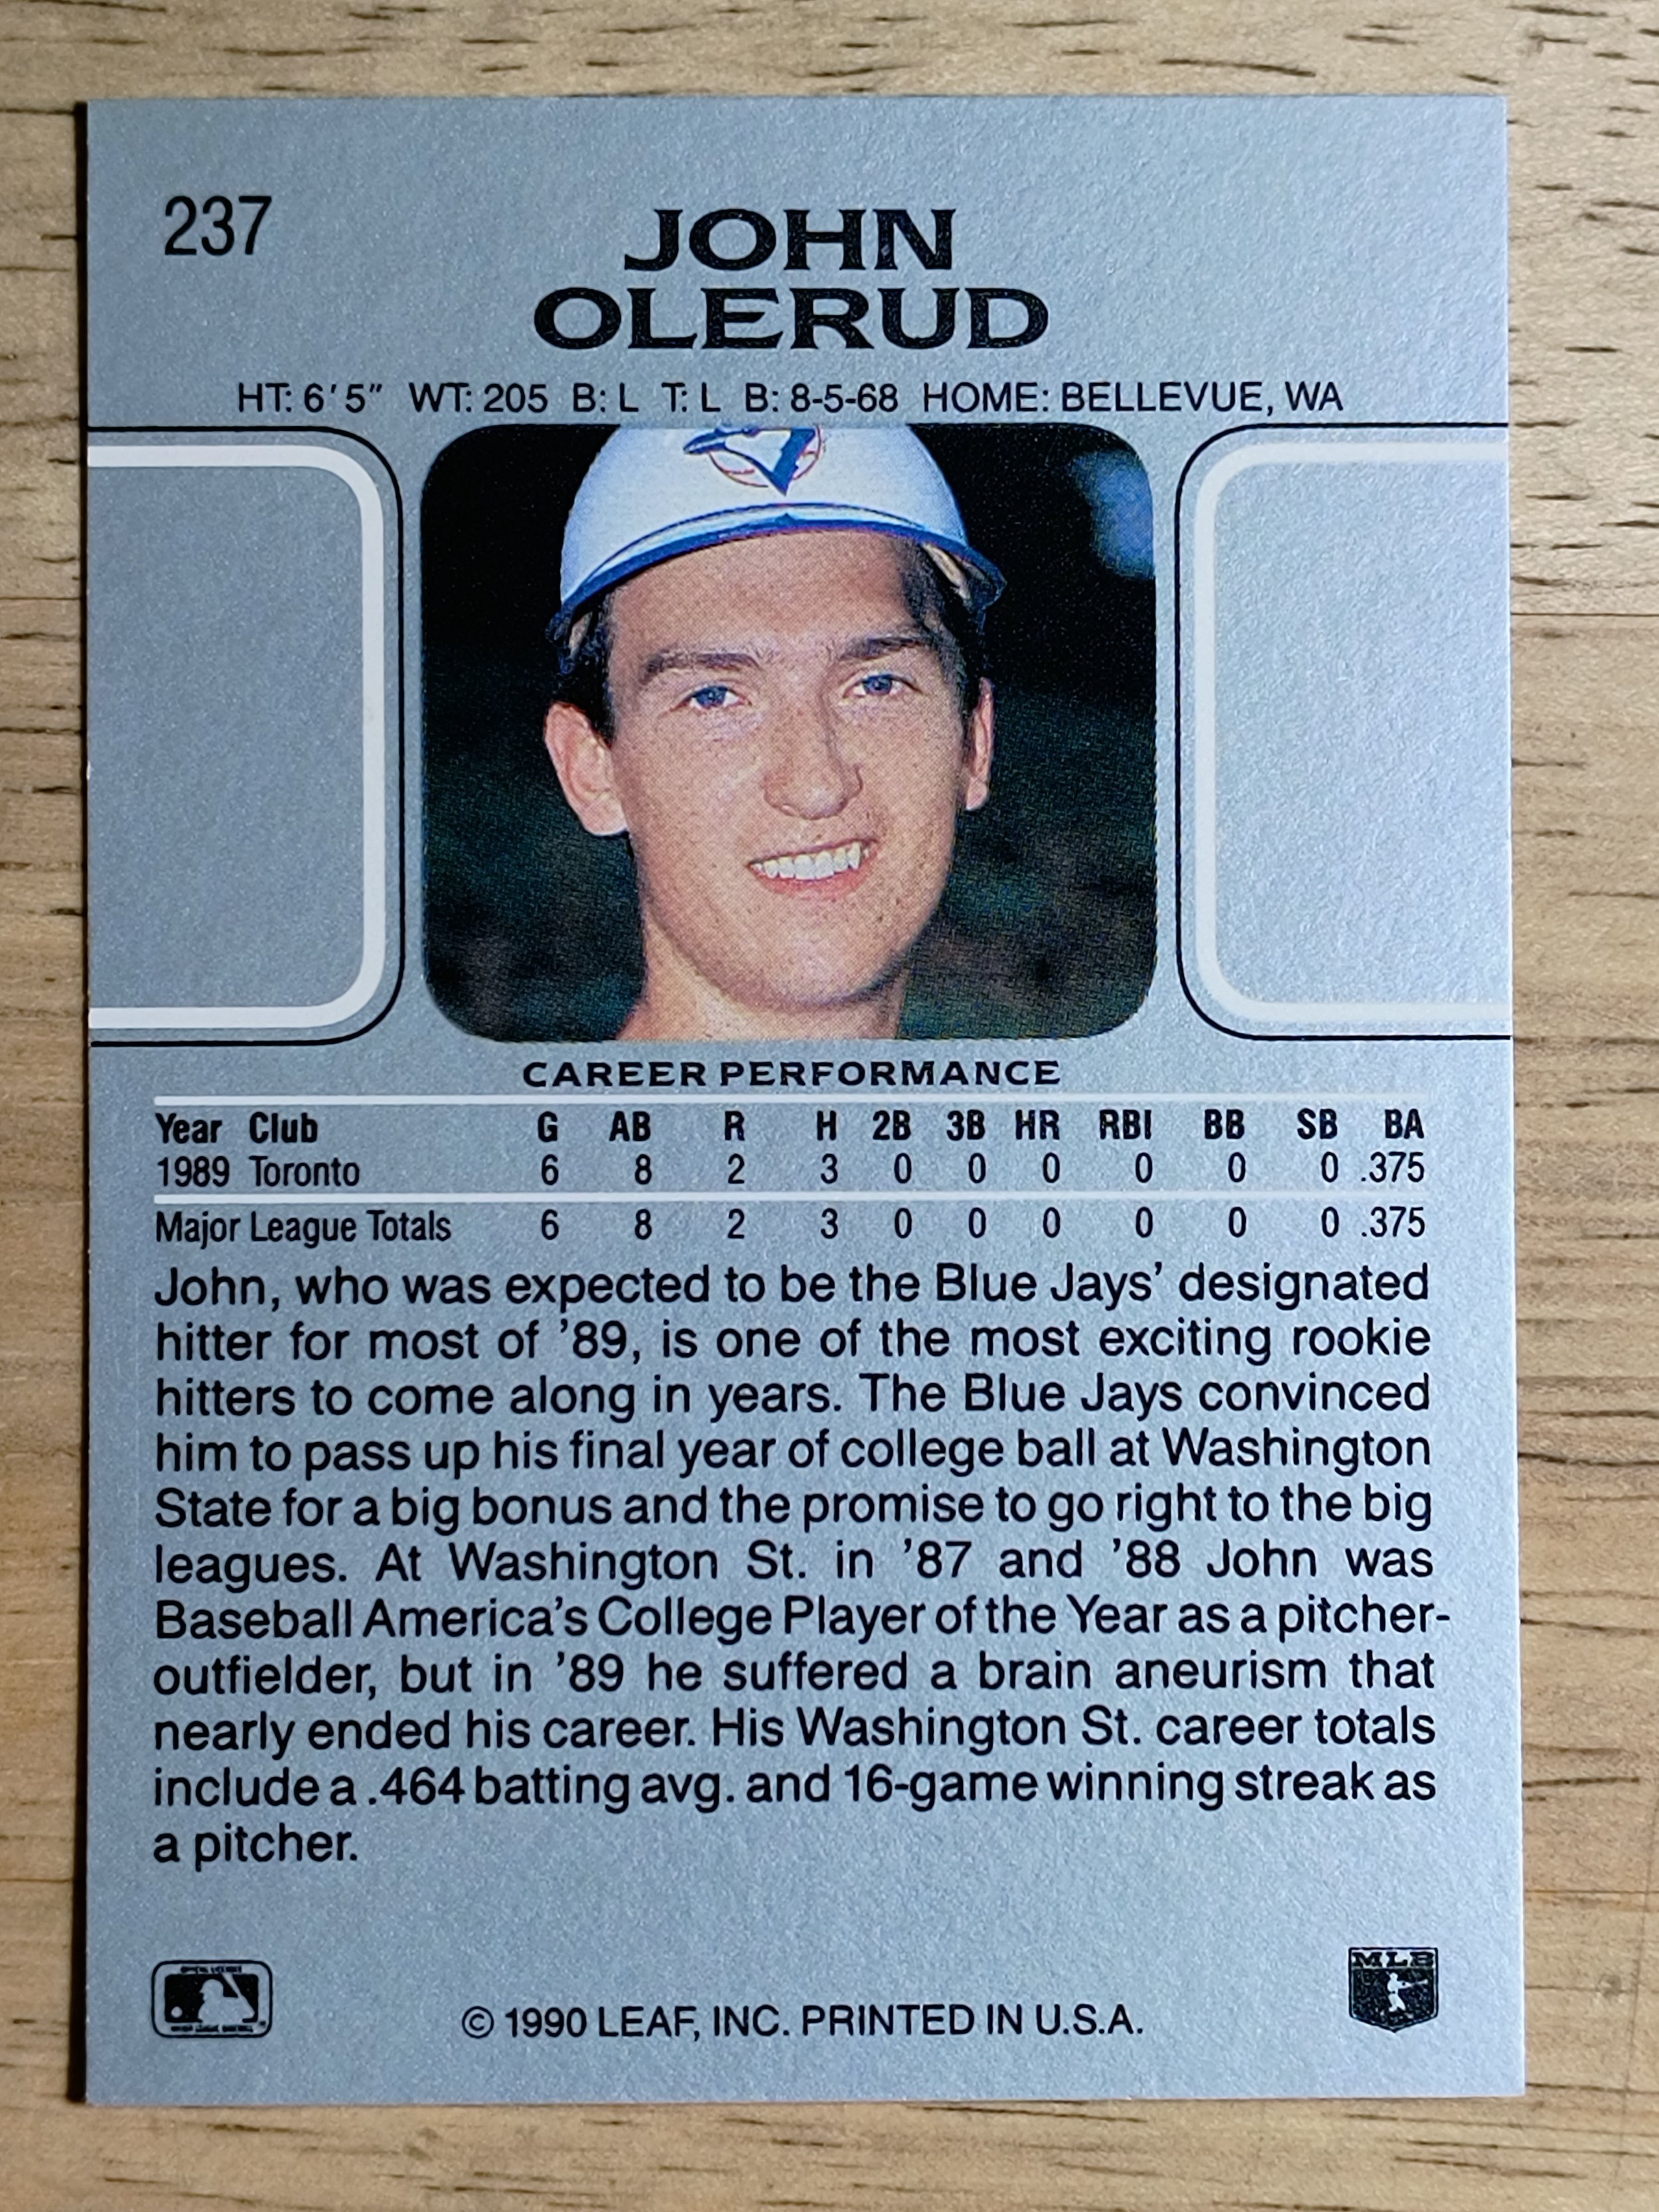 237
JOHN
OLERUD
HT: 6'5" WT: 205 B: L T: L B: 8-5-68 HOME: BELLEVUE, WA
CAREER PERFORMANCE
Year Club G AB R H 2B 3B HR RBI BB SB BA
1989 Toronto 6 8 2 3 0 0 0 0 0 0 .375
Major League Totals 6 8 2 3 0 0 0 0 0 0 .375
John, who was expected to be the Blue Jays' designated
hitter for most of '89, is one of the most exciting rookie
hitters to come along in years. The Blue Jays convinced
him to pass up his final year of college ball at Washington
State for a big bonus and the promise to go right to the big
leagues. At Washington St. in '87 and '88 John was
Baseball America's College Player of the Year as a pitcher-
outfielder, but in '89 he suffered a brain aneurism that
nearly ended his career. His Washington St. career totals
include a .464 batting avg. and 16-game winning streak as
a pitcher.
© 1990 LEAF, INC. PRINTED IN U.S.A.
MLB